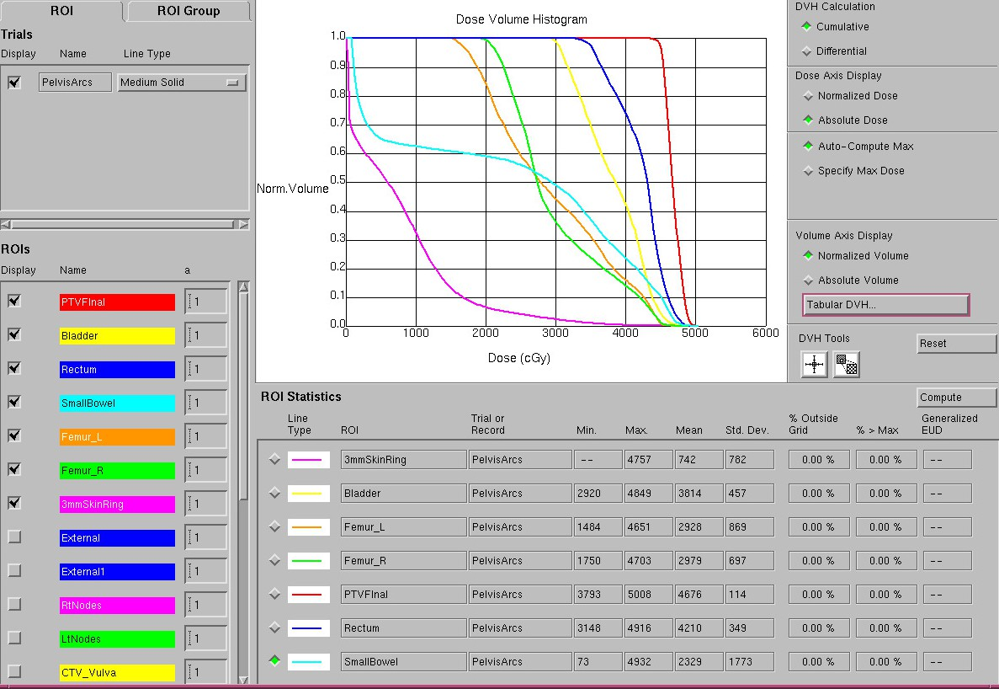 ROI ROI Group
Trials
Display Name Line Type
PelvisArcs Medium Solid
ROIs
Display Name a
PTVFInal 1
Bladder 1
Rectum 1
SmallBowel 1
Femur_L 1
Femur_R 1
3mmSkinRing 1
External 1
External1 1
RtNodes 1
LtNodes 1
CTV_Vulva 1
Dose Volume Histogram
1.0
0.9
0.8
0.7
0.6
0.5
Norm.Volume
0.4
0.3
0.2
0.1
0.0
0 1000 2000 3000 4000 5000 6000
Dose (cGy)
DVH Calculation
Cumulative
Differential
Dose Axis Display
Normalized Dose
Absolute Dose
Auto-Compute Max
Specify Max Dose
Volume Axis Display
Normalized Volume
Absolute Volume
Tabular DVH...
DVH Tools
Reset
ROI Statistics
Compute
Line Type ROI Trial or Record Min. Max. Mean Std. Dev. % Outside Grid % > Max Generalized EUD
3mmSkinRing PelvisArcs -- 4757 742 782 0.00 % 0.00 % --
Bladder PelvisArcs 2920 4849 3814 457 0.00 % 0.00 % --
Femur_L PelvisArcs 1484 4651 2928 869 0.00 % 0.00 % --
Femur_R PelvisArcs 1750 4703 2979 697 0.00 % 0.00 % --
PTVFInal PelvisArcs 3793 5008 4676 114 0.00 % 0.00 % --
Rectum PelvisArcs 3148 4916 4210 349 0.00 % 0.00 % --
SmallBowel PelvisArcs 73 4932 2329 1773 0.00 % 0.00 % --